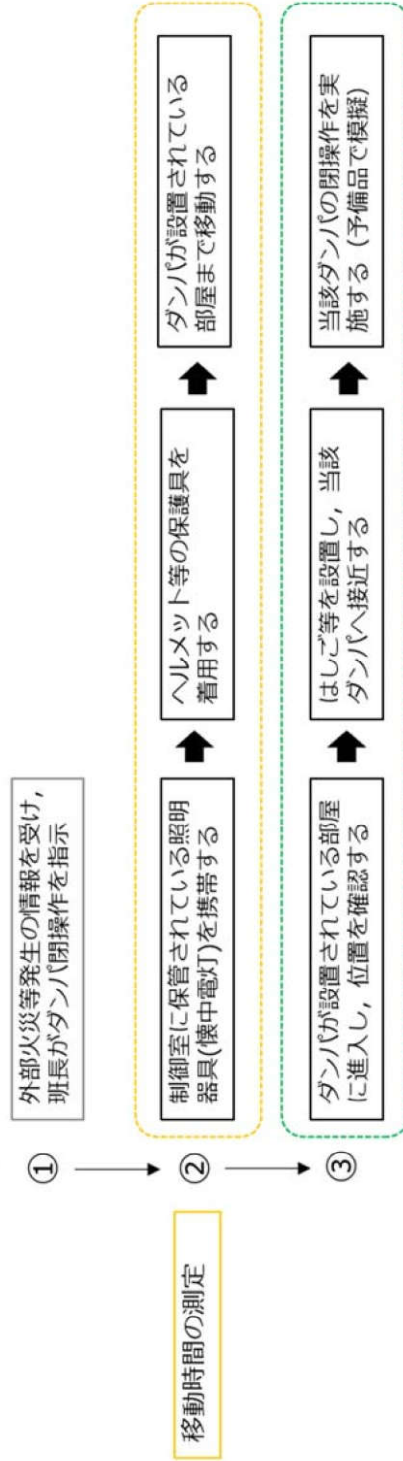 ①
外部火災等発生の情報を受け，
班長がダンパ閉操作を指示
移動時間の測定
②
制御室に保管されている照明
器具(懐中電灯)を携帯する
ヘルメット等の保護具を
着用する
ダンパが設置されている
部屋まで移動する
③
ダンパが設置されている部屋
に進入し，位置を確認する
はしご等を設置し，当該
ダンパへ接近する
当該ダンパの閉操作を実
施する（予備品で模擬）